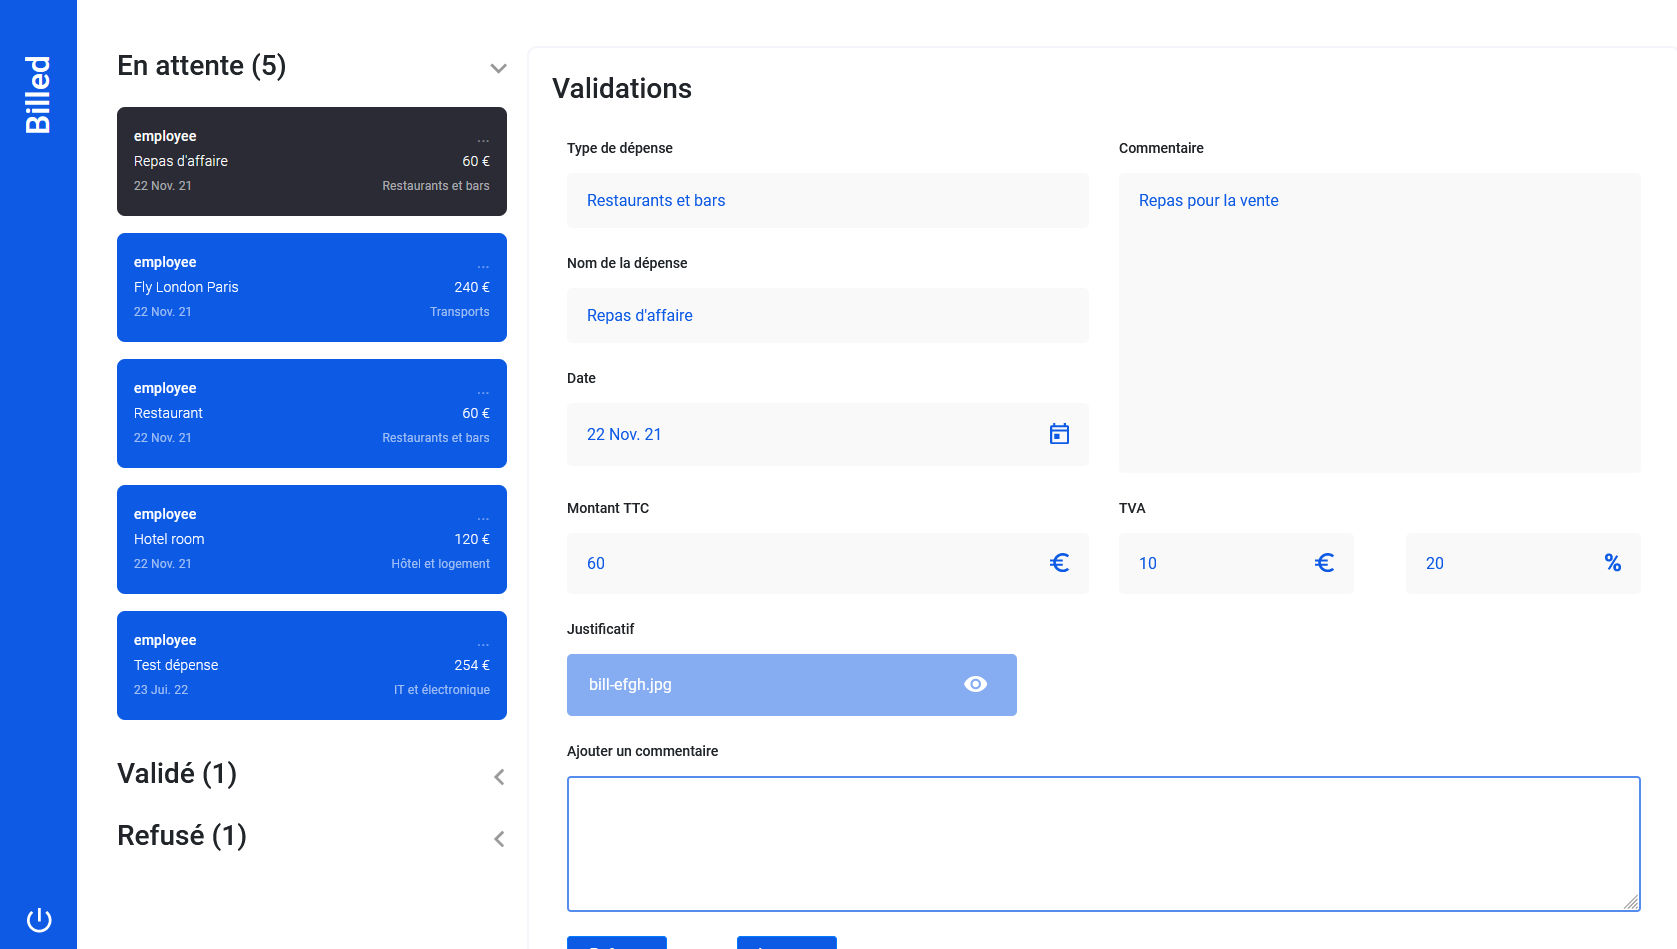 Billed
En attente (5)
employee
...
Repas d'affaire
60 €
22 Nov. 21
Restaurants et bars
employee
...
Fly London Paris
240 €
22 Nov. 21
Transports
employee
...
Restaurant
60 €
22 Nov. 21
Restaurants et bars
employee
...
Hotel room
120 €
22 Nov. 21
Hôtel et logement
employee
...
Test dépense
254 €
23 Jui. 22
IT et électronique
Validé (1)
Refusé (1)
Validations
Type de dépense
Restaurants et bars
Nom de la dépense
Repas d'affaire
Date
22 Nov. 21
Commentaire
Repas pour la vente
Montant TTC
60 €
TVA
10 €
20 %
Justificatif
bill-efgh.jpg
Ajouter un commentaire